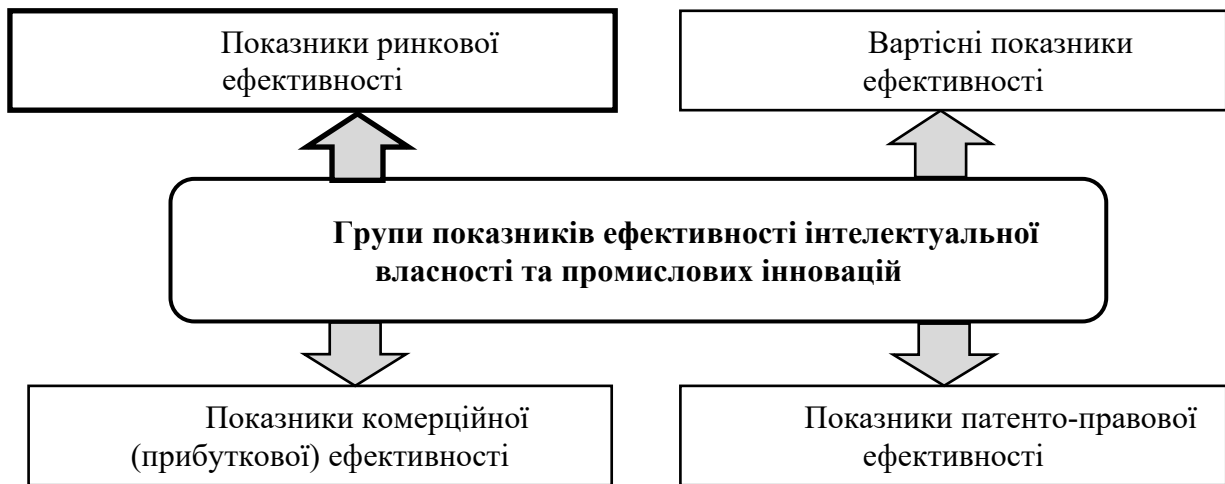 Показники ринкової
ефективності
Вартісні показники
ефективності
Групи показників ефективності інтелектуальної
власності та промислових інновацій
Показники комерційної
(прибуткової) ефективності
Показники патенто-правової
ефективності